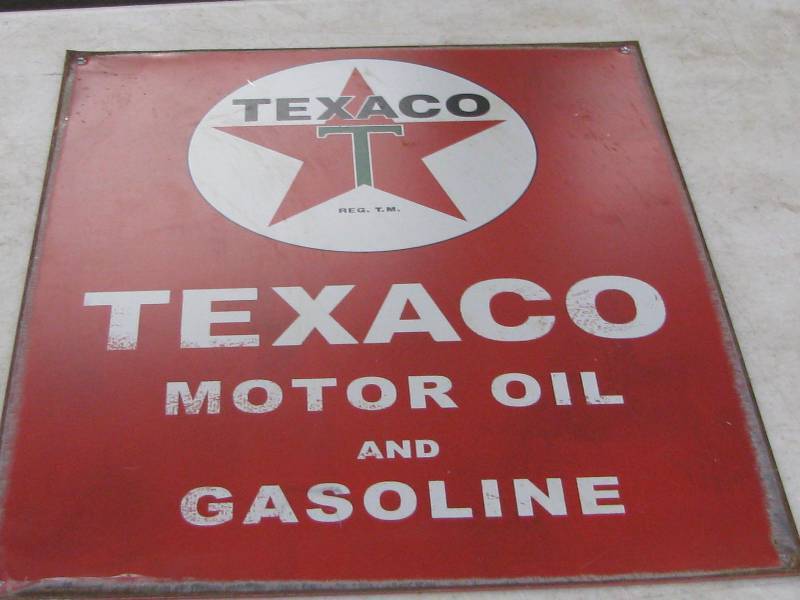 TEXACO
T
REG. T.M.
TEXACO
MOTOR OIL
AND
GASOLINE